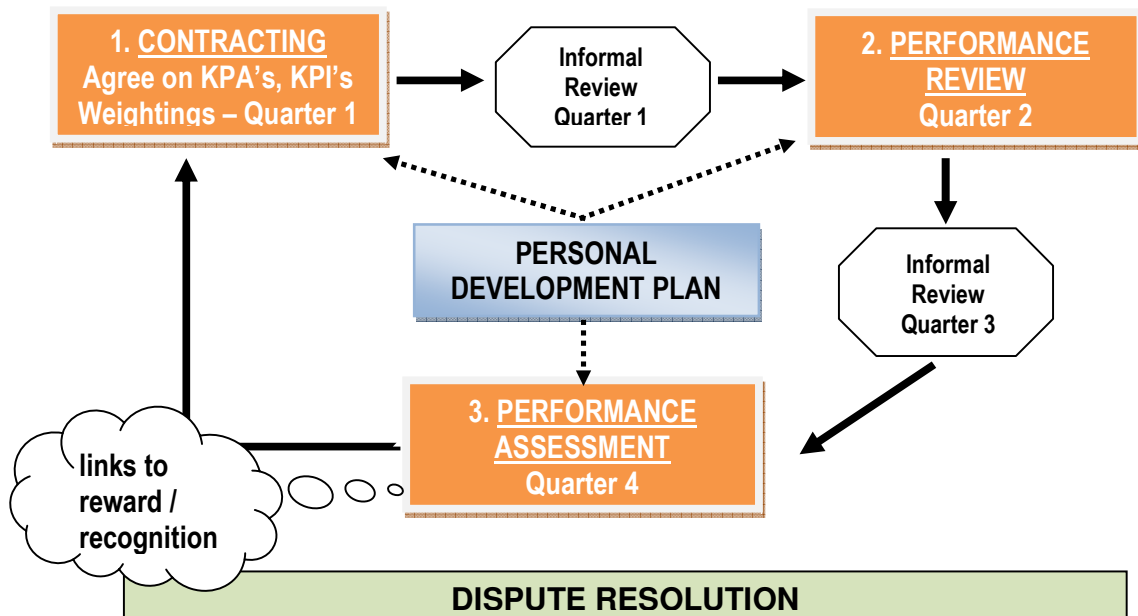 1. CONTRACTING
Agree on KPA's, KPI's
Weightings – Quarter 1
Informal
Review
Quarter 1
2. PERFORMANCE
REVIEW
Quarter 2
PERSONAL
DEVELOPMENT PLAN
Informal
Review
Quarter 3
3. PERFORMANCE
ASSESSMENT
Quarter 4
links to
reward /
recognition
DISPUTE RESOLUTION